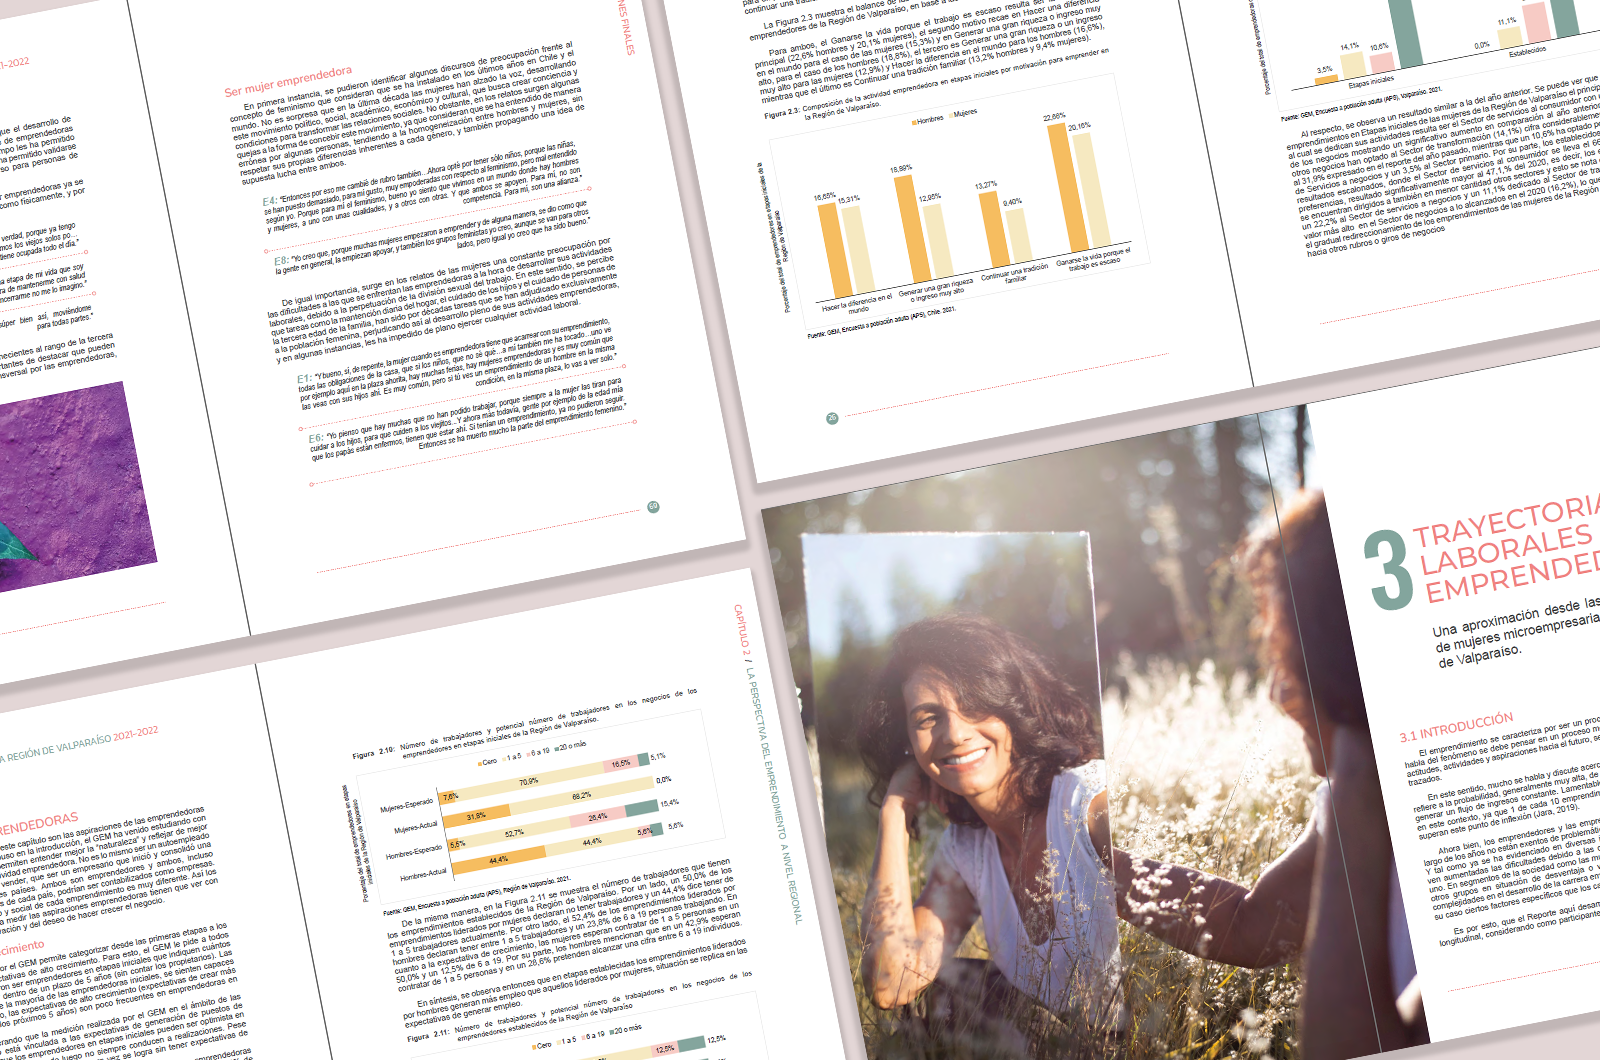 1–2022
que el desarrollo de
de emprendedoras
mpo les ha permitido
ha permitido validarse
so para personas de
er emprendedoras ya se
como físicamente, y por
verdad, porque ya tengo
mos los viejos solos po...
tiene ocupada todo el día."
a etapa de mi vida que soy
ra de mantenerme con salud
ncerrarme no me lo imagino."
súper bien así, moviéndome
para todas partes."
necientes al rango de la tercera
rtantes de destacar que pueden
nsversal por las emprendedoras,
NES FINALES
Ser mujer emprendedora
En primera instancia, se pudieron identificar algunos discursos de preocupación frente al
concepto de feminismo que consideran que se ha instalado en los últimos años en Chile y el
mundo. No es sorpresa que en la última década las mujeres han alzado la voz, desarrollando
este movimiento político, social, académico, económico y cultural, que busca crear conciencia y
condiciones para transformar las relaciones sociales. No obstante, en los relatos surgen algunas
quejas a la forma de concebir este movimiento, ya que consideran que se ha entendido de manera
errónea por algunas personas, tendiendo a la homogeneización entre hombres y mujeres, sin
respetar sus propias diferencias inherentes a cada género, y también propagando una idea de
supuesta lucha entre ambos.
E4: "Entonces por eso me cambié de rubro también...Ahora opté por tener sólo niños, porque las niñas,
se han puesto demasiado, para mi gusto, muy empoderadas con respecto al feminismo, pero mal entendido
según yo. Porque para mí el feminismo, bueno yo siento que vivimos en un mundo donde hay hombres
y mujeres, a uno con unas cualidades, y a otros con otras. Y que ambos se apoyen. Para mí, no son
competencia. Para mí, son una alianza."
E8: "Yo creo que, porque muchas mujeres empezaron a emprender y de alguna manera, se dio como que
la gente en general, la empiezan apoyar, y también los grupos feministas yo creo, aunque se van para otros
lados, pero igual yo creo que ha sido bueno."
De igual importancia, surge en los relatos de las mujeres una constante preocupación por
las dificultades a las que se enfrentan las emprendedoras a la hora de desarrollar sus actividades
laborales, debido a la perpetuación de la división sexual del trabajo. En este sentido, se percibe
que tareas como la mantención diana del hogar, el cuidado de los hijos y el cuidado de personas de
la tercera edad de la familia, han sido por décadas tareas que se han adjudicado exclusivamente
a la población femenina, perjudicando así al desarrollo pleno de sus actividades emprendedoras,
y en algunas instancias, les ha impedido de plano ejercer cualquier actividad laboral.
E1: "Y bueno, sí, de repente, la mujer cuando es emprendedora tiene que acarrear con su emprendimiento,
todas las obligaciones de la casa, que si los niños, que no sé qué...a mí también me ha tocado...uno ve
por ejemplo aquí en la plaza ahorita, hay muchas ferias, hay mujeres emprendedoras y es muy común que
las veas con sus hijos ahí. Es muy común, pero si tú ves un emprendimiento de un hombre en la misma
condición, en la misma plaza, lo vas a ver solo."
E6: "Yo pienso que hay muchas que no han podido trabajar, porque siempre a la mujer las tiran para
cuidar a los hijos, para que cuiden a los viejitos...Y ahora más todavía, gente por ejemplo de la edad mía
que los papás están enfermos, tienen que estar ahí. Si tenían un emprendimiento, ya no pudieron seguir.
Entonces se ha muerto mucho la parte del emprendimiento femenino."
69
continuar una trad
La Figura 2.3 muestra el balance de la
emprendedores de la Región de Valparaíso, en base a lo
Para ambos, el Ganarse la vida porque el trabajo es escaso resulta ser la
principal (22,6% hombres y 20,1% mujeres), el segundo motivo recae en Hacer una diferencia
en el mundo para el caso de las mujeres (15,3%) y en Generar una gran riqueza o ingreso muy
alto, para el caso de los hombres (18,8%), el tercero es Generar una gran riqueza o un ingreso
muy alto para las mujeres (12,9%) y Hacer la diferencia en el mundo para los hombres (16,6%),
mientras que el último es Continuar una tradición familiar (13,2% hombres y 9,4% mujeres).
Figura 2.3: Composición de la actividad emprendedora en etapas iniciales por motivación para emprender en
la Región de Valparaíso.
Hombres Mujeres
16,65% 15,31%
18,89% 12,95%
13,27% 9,40%
22,66% 20,16%
Hacer la diferencia en el mundo
Generar una gran riqueza o ingreso muy alto
Continuar una tradición familiar
Ganarse la vida porque el trabajo es escaso
Fuente: GEM, Encuesta a población aduta (APS), Chile. 2021.
26
3,5% 14,1% 10,6%
0,0% 11,1%
Etapas iniciales
Establecidos
Fuente: GEM, Encuesta a población aduta (APS), Valparaíso. 2021.
Al respecto, se observa un resultado similar a la del año anterior. Se puede ver que
emprendimientos en Etapas iniciales de las mujeres de la Región de Valparaíso el princip
al cual se dedican sus actividades resulta ser el Sector de servicios al consumidor con
de los negocios mostrando un significativo aumento en comparación al año anterior
otros negocios han optado al Sector de transformación (14,1%) cifra considerablemen
al 31,9% expresado en el reporte del año pasado, mientras que un 10,6% ha optado p
de Servicios a negocios y un 3,5% al Sector primario. Por su parte, los establecidos
resultados escalonados, donde el Sector de servicios al consumidor se lleva el 66
preferencias, resultado significativamente mayor al 47,1% del 2020, es decir, los e
se encuentran dirigidos a también en menor cantidad otros sectores y esto se nota
un 22,2% al Sector de servicios a negocios y un 11,1% dedicado al Sector de tra
valor más alto en el Sector de negocios a lo alcanzados en el 2020 (16,2%), lo qu
el gradual redireccionamiento de los emprendimientos de las mujeres de la Región
hacia otros rubros o giros de negocios
A REGIÓN DE VALPARAÍSO 2021–2022
RENDEDORAS
este capítulo son las aspiraciones de las emprendedoras
uso en la introducción, el GEM ha venido estudiando con
ermiten entender mejor la "naturaleza" y reflejar de mejor
ividad emprendedora. No es lo mismo ser un autoempleado
vender, que ser un empresario que inició y consolidó una
es países. Ambos son emprendedores y ambos, incluso
s de cada país, podrían ser contabilizados como empresas,
o y social de cada emprendimiento es muy diferente. Así los
a medir las aspiraciones emprendedoras tienen que ver con
vación y del deseo de hacer crecer el negocio.
ecimiento
or el GEM permite categorizar desde las primeras etapas a los
ctativas de alto crecimiento. Para esto, el GEM le pide a todos
ron ser emprendedores en etapas iniciales que indiquen cuántos
dentro de un plazo de 5 años (sin contar los propietarios). Las
e la mayoría de las emprendedoras iniciales, se sienten capaces
o, las expectativas de alto crecimiento (expectativas de crear más
los próximos 5 años) son poco frecuentes en emprendedoras en
erando que la medición realizada por el GEM en el ámbito de las
está vinculada a las expectativas de generación de puestos de
ue los emprendedores en etapas iniciales pueden ser optimista en
luego no siempre conducen a realizaciones. Pese
vez se logra sin tener expectativas de
emprendedoras
CAPÍTULO 2 / LA PERSPECTIVA DEL EMPRENDIMIENTO A NIVEL REGIONAL
Figura 2.10: Número de trabajadores y potencial número de trabajadores en los negocios de los
emprendedores en etapas iniciales de la Región de Valparaíso.
Cero 1 a 5 6 a 19 20 o más
Mujeres-Esperado 7,6% 70,9% 16,5% 5,1%
Mujeres-Actual 31,8% 68,2% 0,0%
Hombres-Esperado 5,5% 52,7% 26,4% 15,4%
Hombres-Actual 44,4% 44,4% 5,6% 5,6%
Fuente: GEM, Encuesta a población aduta (APS), Región de Valparaíso. 2021.
De la misma manera, en la Figura 2.11 se muestra el número de trabajadores que tienen
los emprendimientos establecidos de la Región de Valparaíso. Por un lado, un 50,0% de los
emprendimientos liderados por mujeres declaran no tener trabajadores y un 44,4% dice tener de
1 a 5 trabajadores actualmente. Por otro lado, el 52,4% de los emprendimientos liderados por
hombres declaran tener entre 1 a 5 trabajadores y un 23,8% de 6 a 19 personas trabajando. En
cuanto a la expectativa de crecimiento, las mujeres esperan contratar de 1 a 5 personas en un
50,0% y un 12,5% de 6 a 19. Por su parte, los hombres mencionan que en un 42,9% esperan
contratar de 1 a 5 personas y en un 28,6% pretenden alcanzar una cifra entre 6 a 19 individuos.
En síntesis, se observa entonces que en etapas establecidas los emprendimientos liderados
por hombres generan más empleo que aquellos liderados por mujeres, situación se replica en las
expectativas de generar empleo.
Figura 2.11: Número de trabajadores y potencial número de trabajadores en los negocios de los
emprendedores establecidos de la Región de Valparaíso
Cero 1 a 5 6 a 19 20 o más
12,5% 12,5%
3
TRAYECTORIA
LABORALES
EMPRENDED
Una aproximación desde las
de mujeres microempresaria
de Valparaíso.
3.1 INTRODUCCIÓN
El emprendimiento se caracteriza por ser un proc
habla del fenómeno se debe pensar en un proceso m
actitudes, actividades y aspiraciones hacia el futuro, se
trazados.
En este sentido, mucho se habla y discute acerc
refiere a la probabilidad, generalmente muy alta, de
generar un flujo de ingresos constante. Lamentabl
en este contexto, ya que 1 de cada 10 emprendim
superan este punto de inflexión (Jara, 2019).
Ahora bien, los emprendedores y las empre
largo de los años no están exentos de problemátic
Y tal como ya se ha evidenciado en diversas i
ven aumentadas las dificultades debido a las c
uno. En segmentos de la sociedad como las mu
otros grupos en situación de desventaja o v
complejidades en el desarrollo de la carrera em
su caso ciertos factores específicos que los ca
Es por esto, que el Reporte aquí desarr
longitudinal, considerando como participante